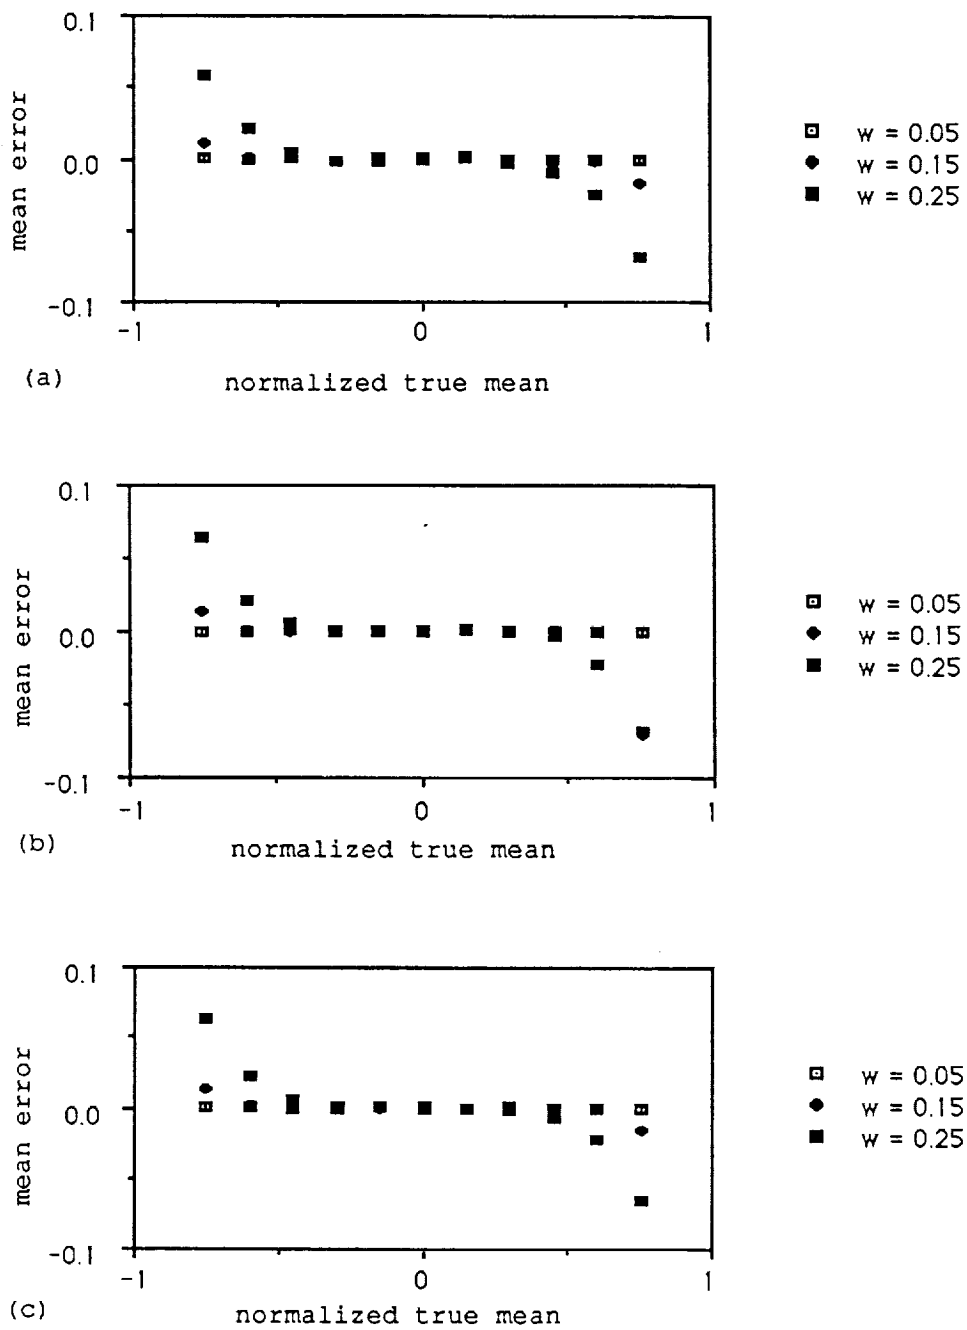 0.1
0.0
-0.1
mean error
-1
0
1
(a)
normalized true mean
w = 0.05
w = 0.15
w = 0.25
0.1
0.0
-0.1
mean error
-1
0
1
(b)
normalized true mean
w = 0.05
w = 0.15
w = 0.25
0.1
0.0
-0.1
mean error
-1
0
1
(c)
normalized true mean
w = 0.05
w = 0.15
w = 0.25